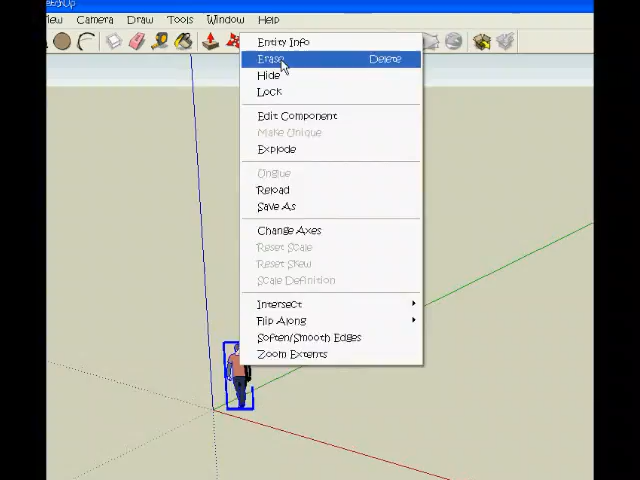 View Camera Draw Tools Window Help
Entity Info
Erase Delete
Hide
Lock
Edit Component
Make Unique
Explode
Unglue
Reload
Save As
Change Axes
Reset Scale
Reset Skew
Scale Definition
Intersect
Flip Along
Soften/Smooth Edges
Zoom Extents